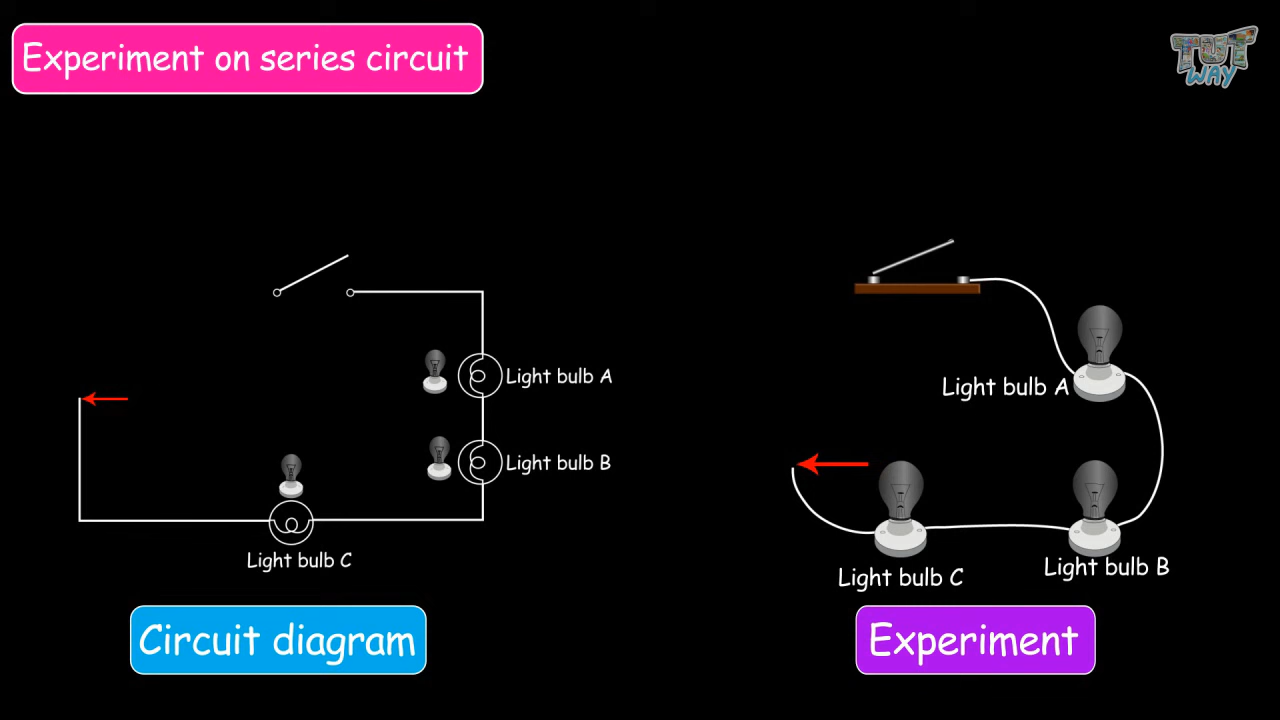 Experiment on series circuit
TUT
WAY
Light bulb A
Light bulb B
Light bulb C
Circuit diagram
Light bulb A
Light bulb C
Light bulb B
Experiment